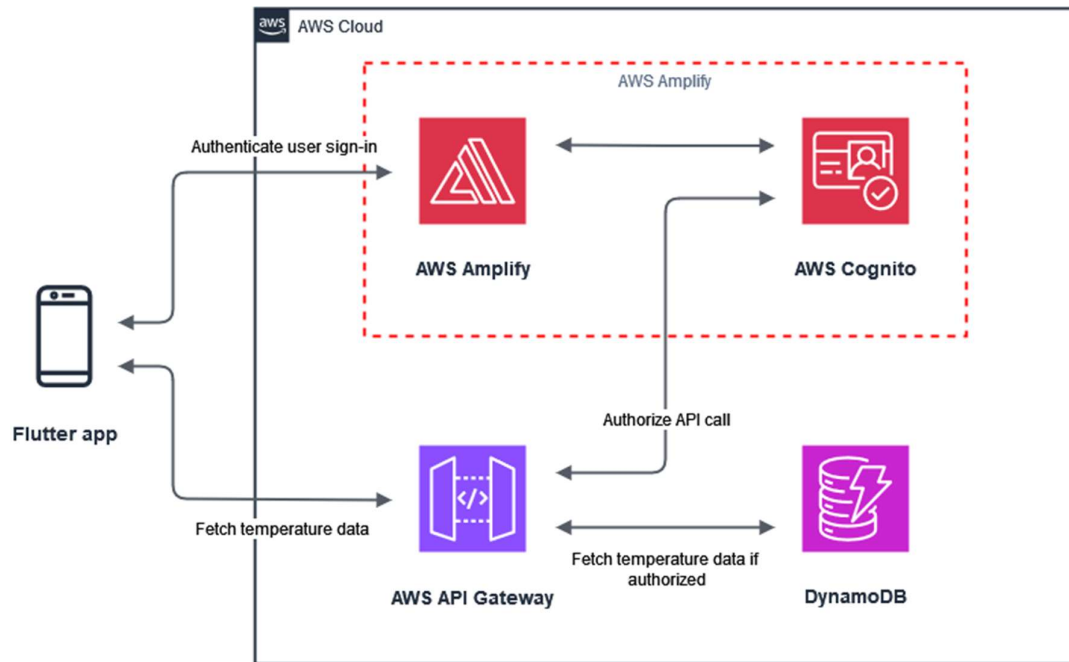 aws
AWS Cloud
AWS Amplify
Authenticate user sign-in
AWS Amplify
AWS Cognito
Flutter app
Authorize API call
</>
Fetch temperature data
Fetch temperature data if
authorized
AWS API Gateway
DynamoDB